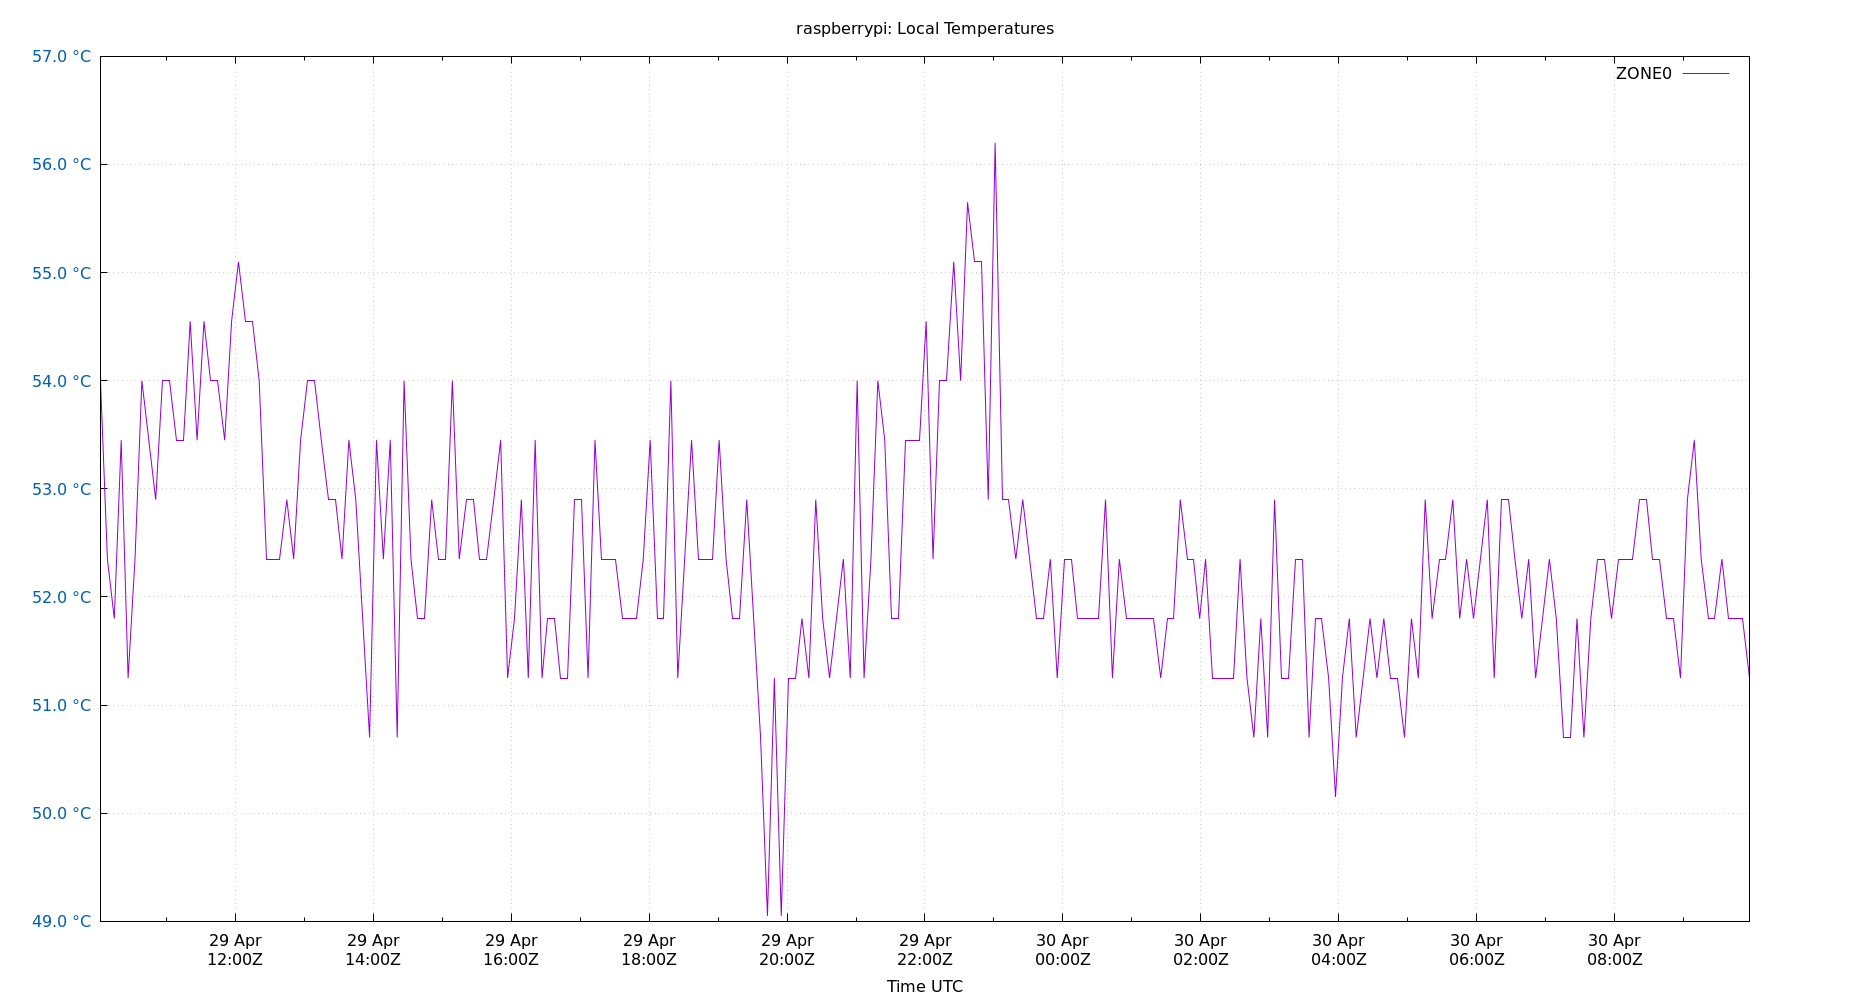 raspberrypi: Local Temperatures
57.0 °C
ZONE0
56.0 °C
55.0 °C
54.0 °C
53.0 °C
52.0 °C
51.0 °C
50.0 °C
49.0 °C
29 Apr 29 Apr 29 Apr 29 Apr 29 Apr 29 Apr 30 Apr 30 Apr 30 Apr 30 Apr 30 Apr
12:00Z 14:00Z 16:00Z 18:00Z 20:00Z 22:00Z 00:00Z 02:00Z 04:00Z 06:00Z 08:00Z
Time UTC